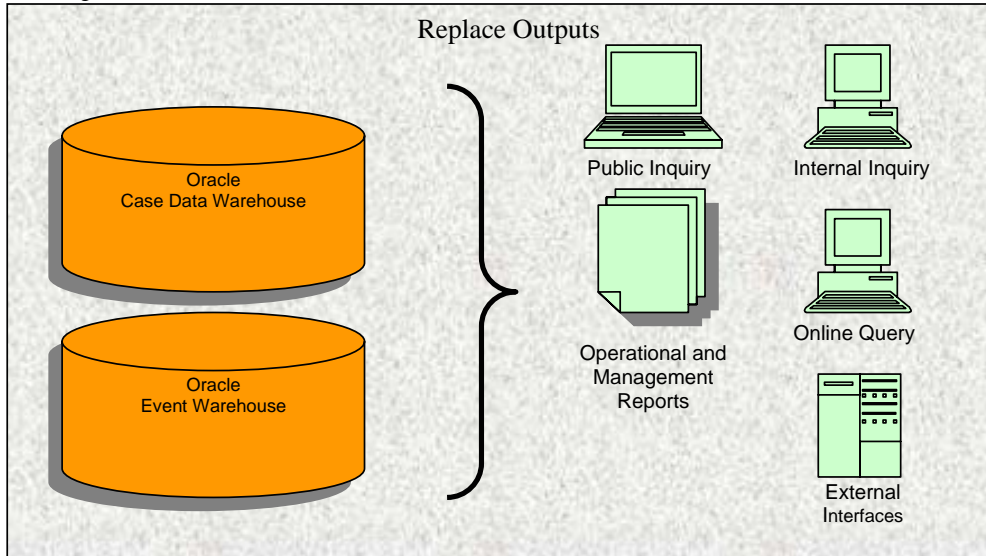 Replace Outputs
Oracle
Case Data Warehouse
Oracle
Event Warehouse
Public Inquiry
Internal Inquiry
Operational and
Management
Reports
Online Query
External
Interfaces